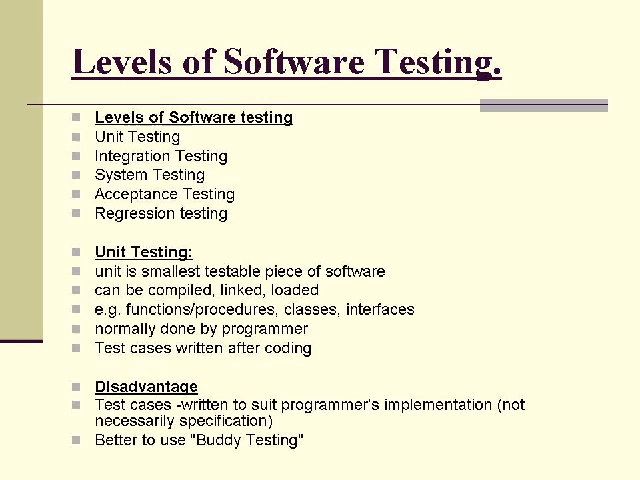 Levels of Software Testing.
Levels of Software testing
Unit Testing
Integration Testing
System Testing
Acceptance Testing
Regression testing
Unit Testing:
unit is smallest testable piece of software
can be compiled, linked, loaded
e.g. functions/procedures, classes, interfaces
normally done by programmer
Test cases written after coding
Disadvantage
Test cases -written to suit programmer's implementation (not
necessarily specification)
Better to use "Buddy Testing"